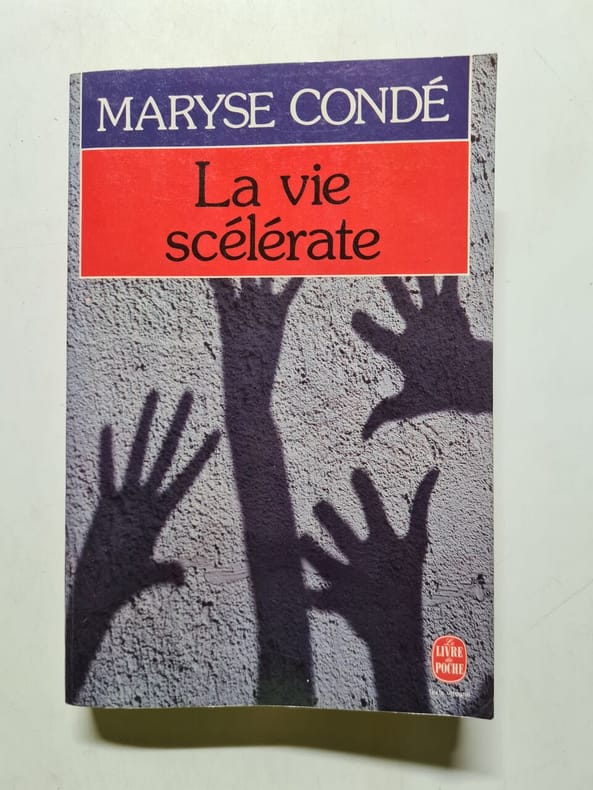 MARYSE CONDÉ
La vie
scélérate
Le
LIVRE
de
POCHE